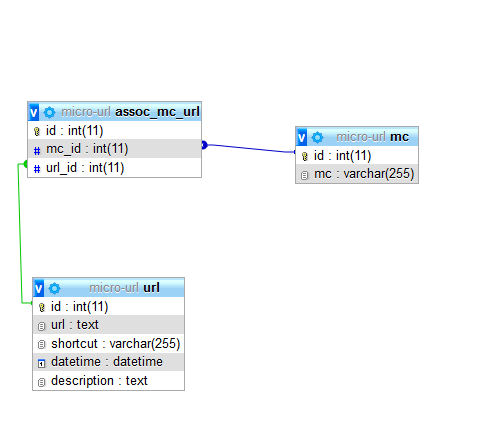 v micro-url assoc_mc_url
id : int(11)
# mc_id : int(11)
# url_id : int(11)
v micro-url mc
id : int(11)
mc : varchar(255)
v micro-url url
id : int(11)
url : text
shortcut : varchar(255)
datetime : datetime
description : text